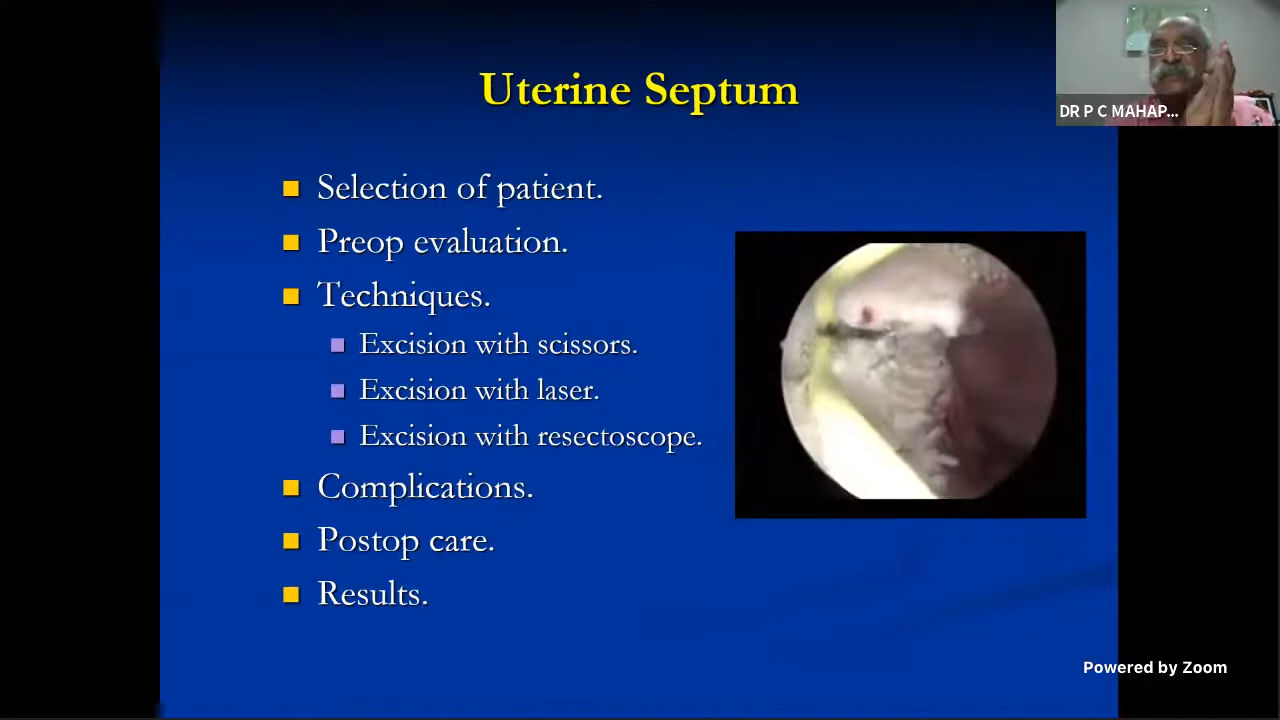 Uterine Septum
DR P C MAHAP...
Selection of patient.
Preop evaluation.
Techniques.
Excision with scissors.
Excision with laser.
Excision with resectoscope.
Complications.
Postop care.
Results.
Powered by Zoom